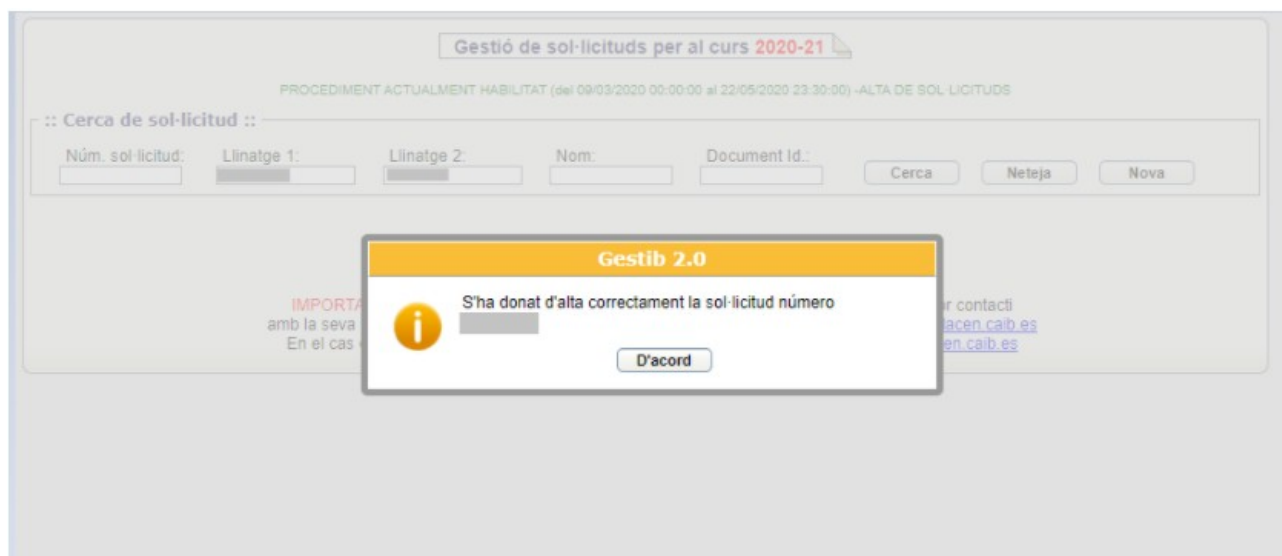 Gestió de sol·licituds per al curs 2020-21
PROCEDIMENT ACTUALMENT HABILITAT (del 09/03/2020 00:00:00 al 22/05/2020 23:30:00) -ALTA DE SOL LICITUDS
:: Cerca de sol·licitud ::
Núm. sol·licitud: Llinatge 1: Llinatge 2: Nom: Document Id.:
Cerca Neteja Nova
Gestib 2.0
S'ha donat d'alta correctament la sol·licitud número
D'acord
contacti
amb la seva caib.es
En el cas en.caib.es